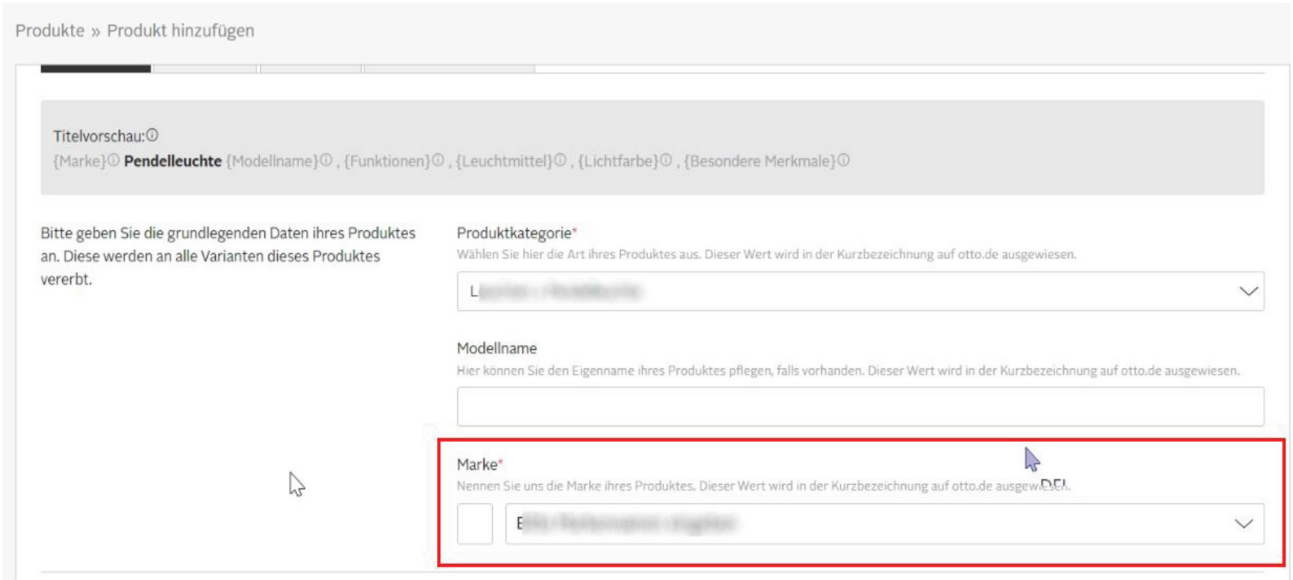 Produkte » Produkt hinzufügen
Titelvorschau:ⓘ
{Marke}ⓘ Pendelleuchte {Modellname}ⓘ , {Funktionen}ⓘ , {Leuchtmittel}ⓘ , {Lichtfarbe}ⓘ , {Besondere Merkmale}ⓘ
Bitte geben Sie die grundlegenden Daten ihres Produktes
an. Diese werden an alle Varianten dieses Produktes
vererbt.
Produktkategorie*
Wählen Sie hier die Art ihres Produktes aus. Dieser Wert wird in der Kurzbezeichnung auf otto.de ausgewiesen.
Modellname
Hier können Sie den Eigenname ihres Produktes pflegen, falls vorhanden. Dieser Wert wird in der Kurzbezeichnung auf otto.de ausgewiesen.
Marke*
Nennen Sie uns die Marke ihres Produktes. Dieser Wert wird in der Kurzbezeichnung auf otto.de ausgewiesen.